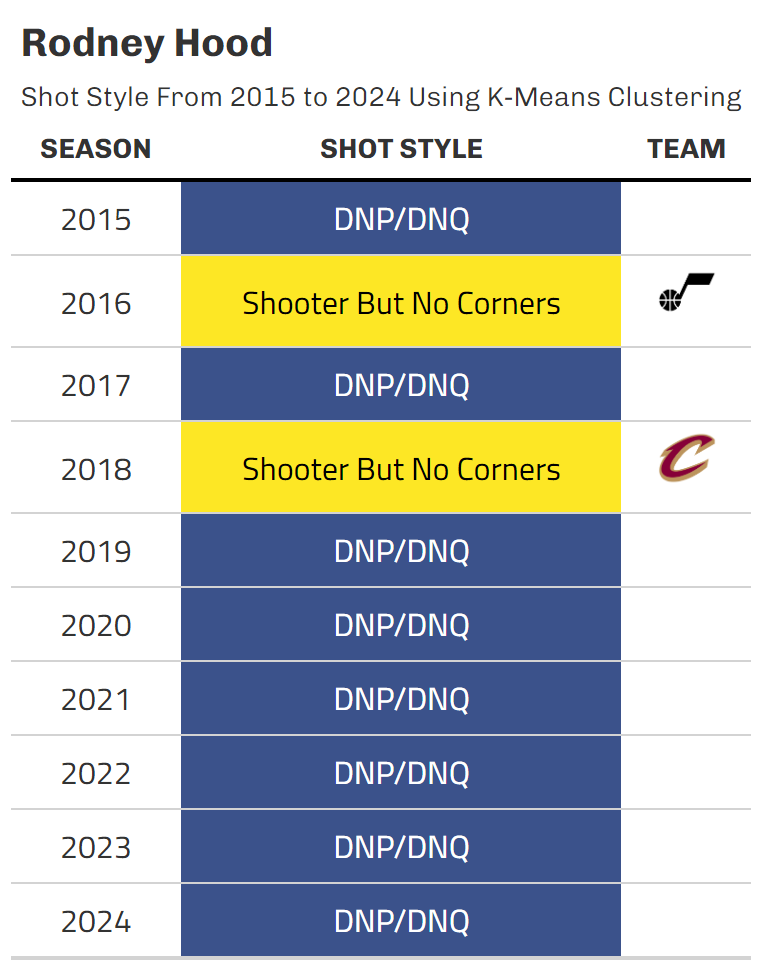 Rodney Hood
Shot Style From 2015 to 2024 Using K-Means Clustering
SEASON SHOT STYLE TEAM
2015 DNP/DNQ
2016 Shooter But No Corners
2017 DNP/DNQ
2018 Shooter But No Corners
2019 DNP/DNQ
2020 DNP/DNQ
2021 DNP/DNQ
2022 DNP/DNQ
2023 DNP/DNQ
2024 DNP/DNQ